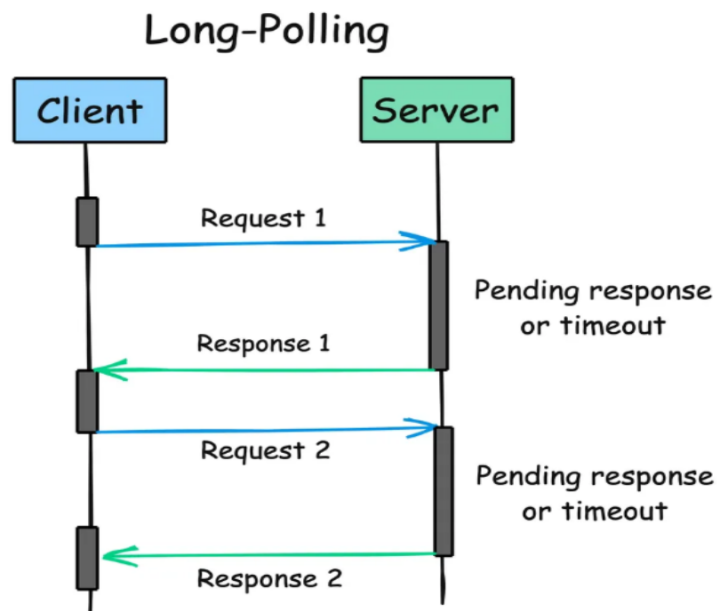 Long-Polling
Client
Server
Request 1
Pending response
or timeout
Response 1
Request 2
Pending response
or timeout
Response 2